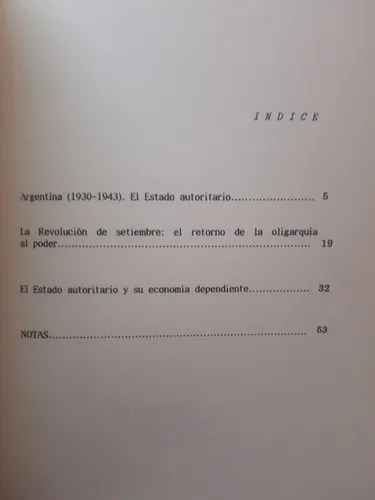 I N D I C E
Argentina (1930-1943). El Estado autoritario........................ 5
La Revolución de setiembre: el retorno de la oligarquía
al poder......................................................................... 19
El Estado autoritario y su economía dependiente................. 32
NOTAS.......................................................................... 53